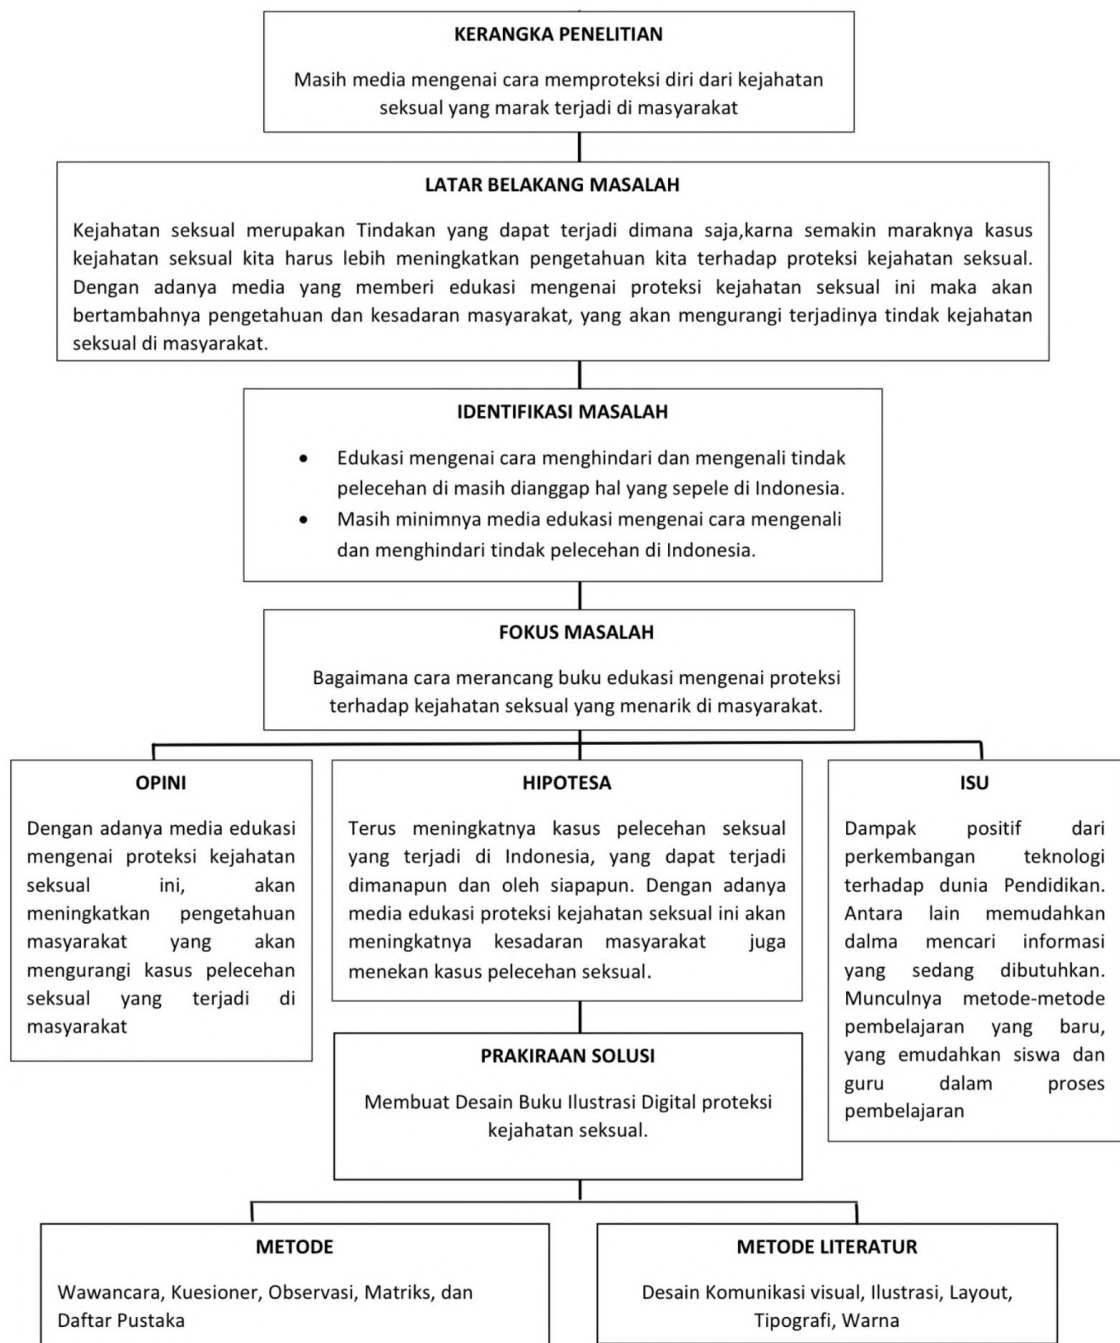 KERANGKA PENELITIAN
Masih media mengenai cara memproteksi diri dari kejahatan
seksual yang marak terjadi di masyarakat
LATAR BELAKANG MASALAH
Kejahatan seksual merupakan Tindakan yang dapat terjadi dimana saja,karna semakin maraknya kasus
kejahatan seksual kita harus lebih meningkatkan pengetahuan kita terhadap proteksi kejahatan seksual.
Dengan adanya media yang memberi edukasi mengenai proteksi kejahatan seksual ini maka akan
bertambahnya pengetahuan dan kesadaran masyarakat, yang akan mengurangi terjadinya tindak kejahatan
seksual di masyarakat.
IDENTIFIKASI MASALAH
• Edukasi mengenai cara menghindari dan mengenali tindak
pelecehan di masih dianggap hal yang sepele di Indonesia.
• Masih minimnya media edukasi mengenai cara mengenali
dan menghindari tindak pelecehan di Indonesia.
FOKUS MASALAH
Bagaimana cara merancang buku edukasi mengenai proteksi
terhadap kejahatan seksual yang menarik di masyarakat.
OPINI
Dengan adanya media edukasi
mengenai proteksi kejahatan
seksual ini, akan
meningkatkan pengetahuan
masyarakat yang akan
mengurangi kasus pelecehan
seksual yang terjadi di
masyarakat
HIPOTESA
Terus meningkatnya kasus pelecehan seksual
yang terjadi di Indonesia, yang dapat terjadi
dimanapun dan oleh siapapun. Dengan adanya
media edukasi proteksi kejahatan seksual ini akan
meningkatnya kesadaran masyarakat juga
menekan kasus pelecehan seksual.
ISU
Dampak positif dari
perkembangan teknologi
terhadap dunia Pendidikan.
Antara lain memudahkan
dalma mencari informasi
yang sedang dibutuhkan.
Munculnya metode-metode
pembelajaran yang baru,
yang emudahkan siswa dan
guru dalam proses
pembelajaran
PRAKIRAAN SOLUSI
Membuat Desain Buku Ilustrasi Digital proteksi
kejahatan seksual.
METODE
Wawancara, Kuesioner, Observasi, Matriks, dan
Daftar Pustaka
METODE LITERATUR
Desain Komunikasi visual, Ilustrasi, Layout,
Tipografi, Warna